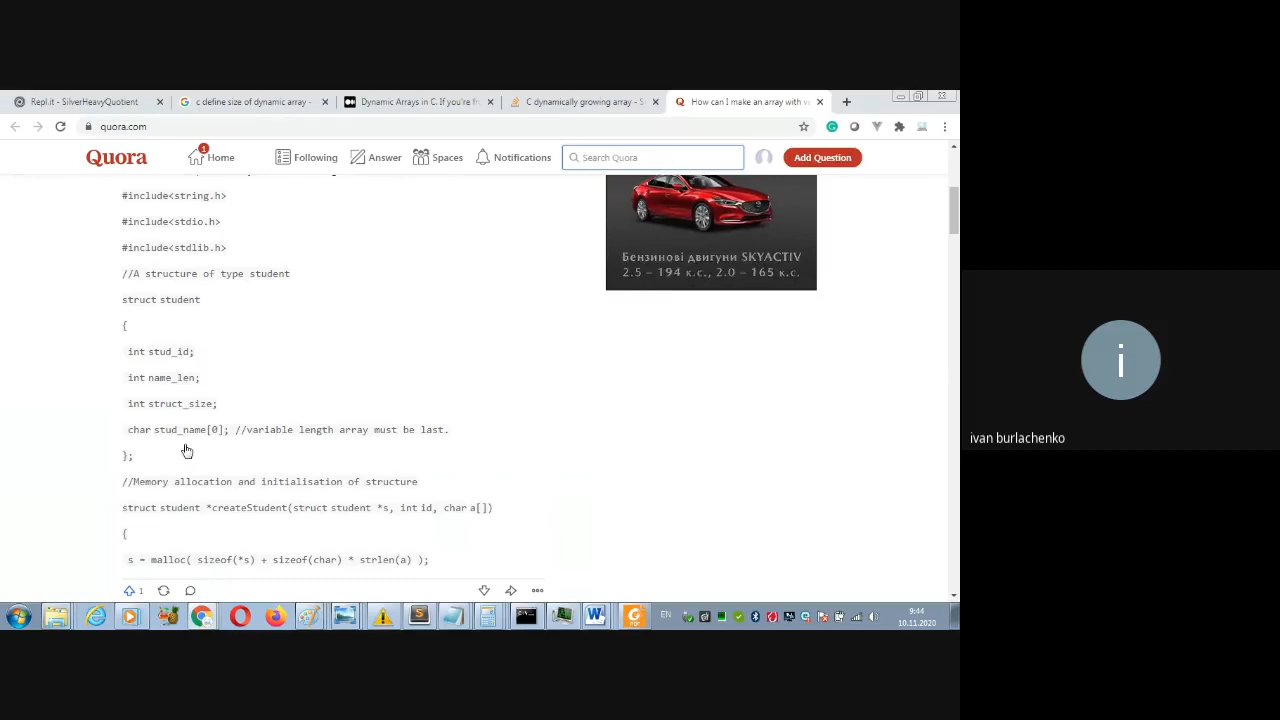 Repl.it - SilverHeavyQuotient
c define size of dynamic array -
Dynamic Arrays in C. If you're f
C dynamically growing array - S
How can I make an array with v
quora.com
Quora
1
Home
Following
Answer
Spaces
Notifications
Search Quora
Add Question
#include<string.h>
#include<stdio.h>
#include<stdlib.h>
//A structure of type student
struct student
{
int stud_id;
int name_len;
int struct_size;
char stud_name[0]; //variable length array must be last.
};
//Memory allocation and initialisation of structure
struct student *createStudent(struct student *s, int id, char a[])
{
s = malloc( sizeof(*s) + sizeof(char) * strlen(a) );
1
Бензинові двигуни SKYACTIV
2.5 – 194 к.с., 2.0 – 165 к.с.
EN
9:44
10.11.2020
i
ivan burlachenko